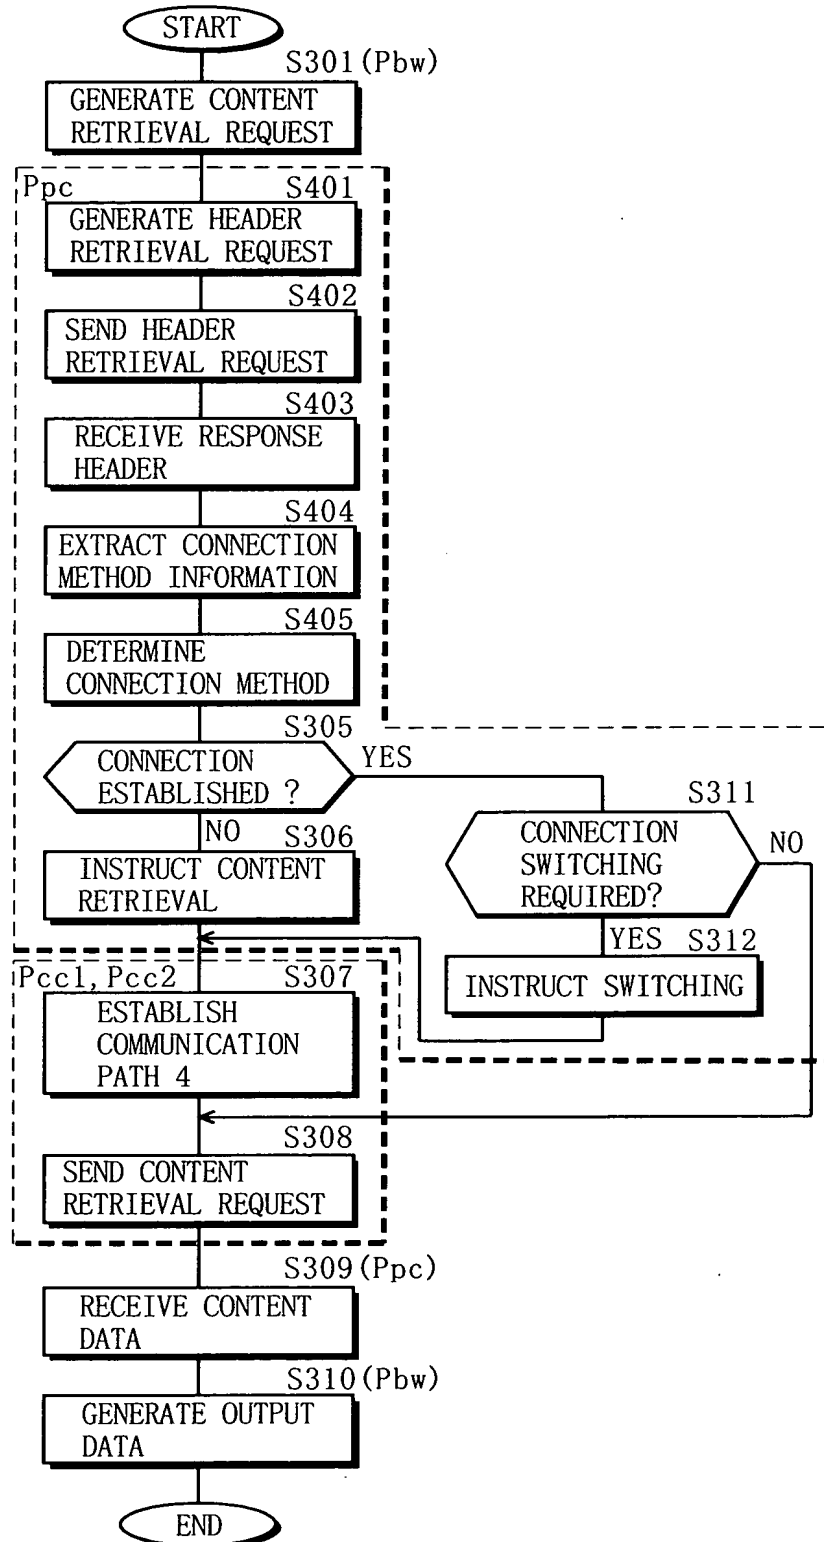 START
S301(Pbw)
GENERATE CONTENT
RETRIEVAL REQUEST
Ppc
S401
GENERATE HEADER
RETRIEVAL REQUEST
S402
SEND HEADER
RETRIEVAL REQUEST
S403
RECEIVE RESPONSE
HEADER
S404
EXTRACT CONNECTION
METHOD INFORMATION
S405
DETERMINE
CONNECTION METHOD
S305
CONNECTION
ESTABLISHED ?
YES
NO
S306
INSTRUCT CONTENT
RETRIEVAL
S311
CONNECTION
SWITCHING
REQUIRED?
NO
YES
S312
INSTRUCT SWITCHING
Pcc1, Pcc2
S307
ESTABLISH
COMMUNICATION
PATH 4
S308
SEND CONTENT
RETRIEVAL REQUEST
S309(Ppc)
RECEIVE CONTENT
DATA
S310(Pbw)
GENERATE OUTPUT
DATA
END